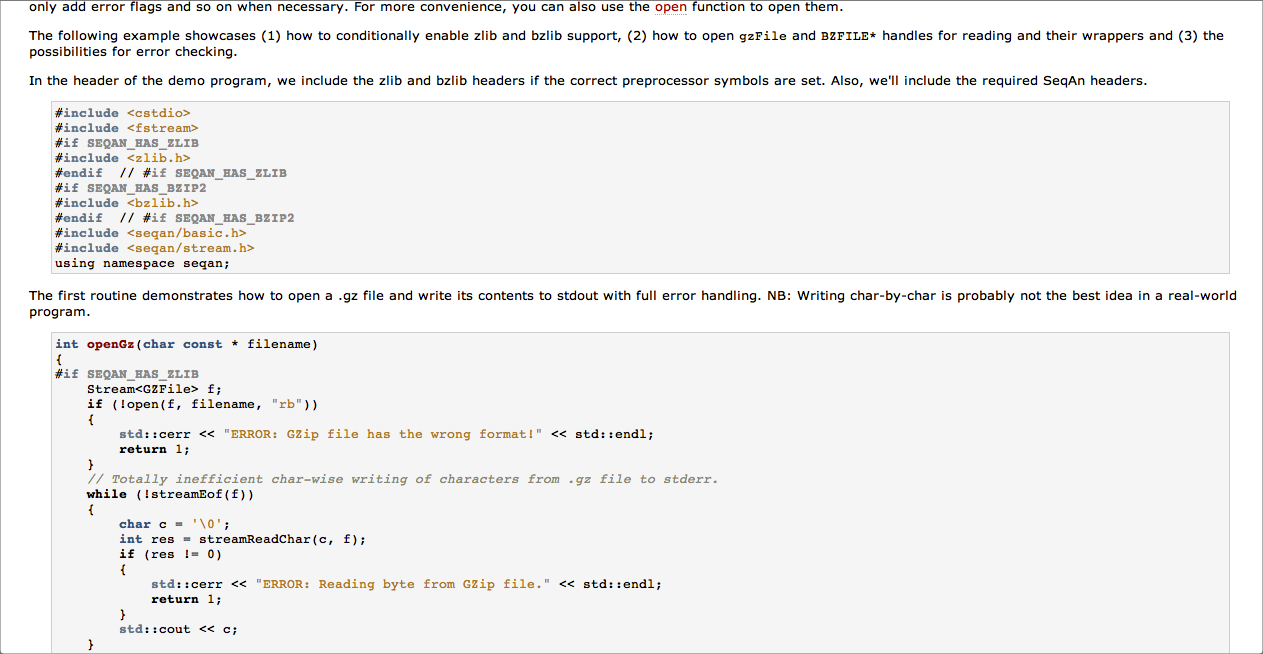 only add error flags and so on when necessary. For more convenience, you can also use the open function to open them.
The following example showcases (1) how to conditionally enable zlib and bzlib support, (2) how to open gzFile and BZFILE* handles for reading and their wrappers and (3) the
possibilities for error checking.
In the header of the demo program, we include the zlib and bzlib headers if the correct preprocessor symbols are set. Also, we'll include the required SeqAn headers.
#include <cstdio>
#include <fstream>
#if SEQAN_HAS_ZLIB
#include <zlib.h>
#endif  // #if SEQAN_HAS_ZLIB
#if SEQAN_HAS_BZIP2
#include <bzlib.h>
#endif  // #if SEQAN_HAS_BZIP2
#include <seqan/basic.h>
#include <seqan/stream.h>
using namespace seqan;
The first routine demonstrates how to open a .gz file and write its contents to stdout with full error handling. NB: Writing char-by-char is probably not the best idea in a real-world
program.
int openGz(char const * filename)
{
#if SEQAN_HAS_ZLIB
    Stream<GZFile> f;
    if (!open(f, filename, "rb"))
    {
        std::cerr << "ERROR: GZip file has the wrong format!" << std::endl;
        return 1;
    }
    // Totally inefficient char-wise writing of characters from .gz file to stderr.
    while (!streamEof(f))
    {
        char c = '\0';
        int res = streamReadChar(c, f);
        if (res != 0)
        {
            std::cerr << "ERROR: Reading byte from GZip file." << std::endl;
            return 1;
        }
        std::cout << c;
    }